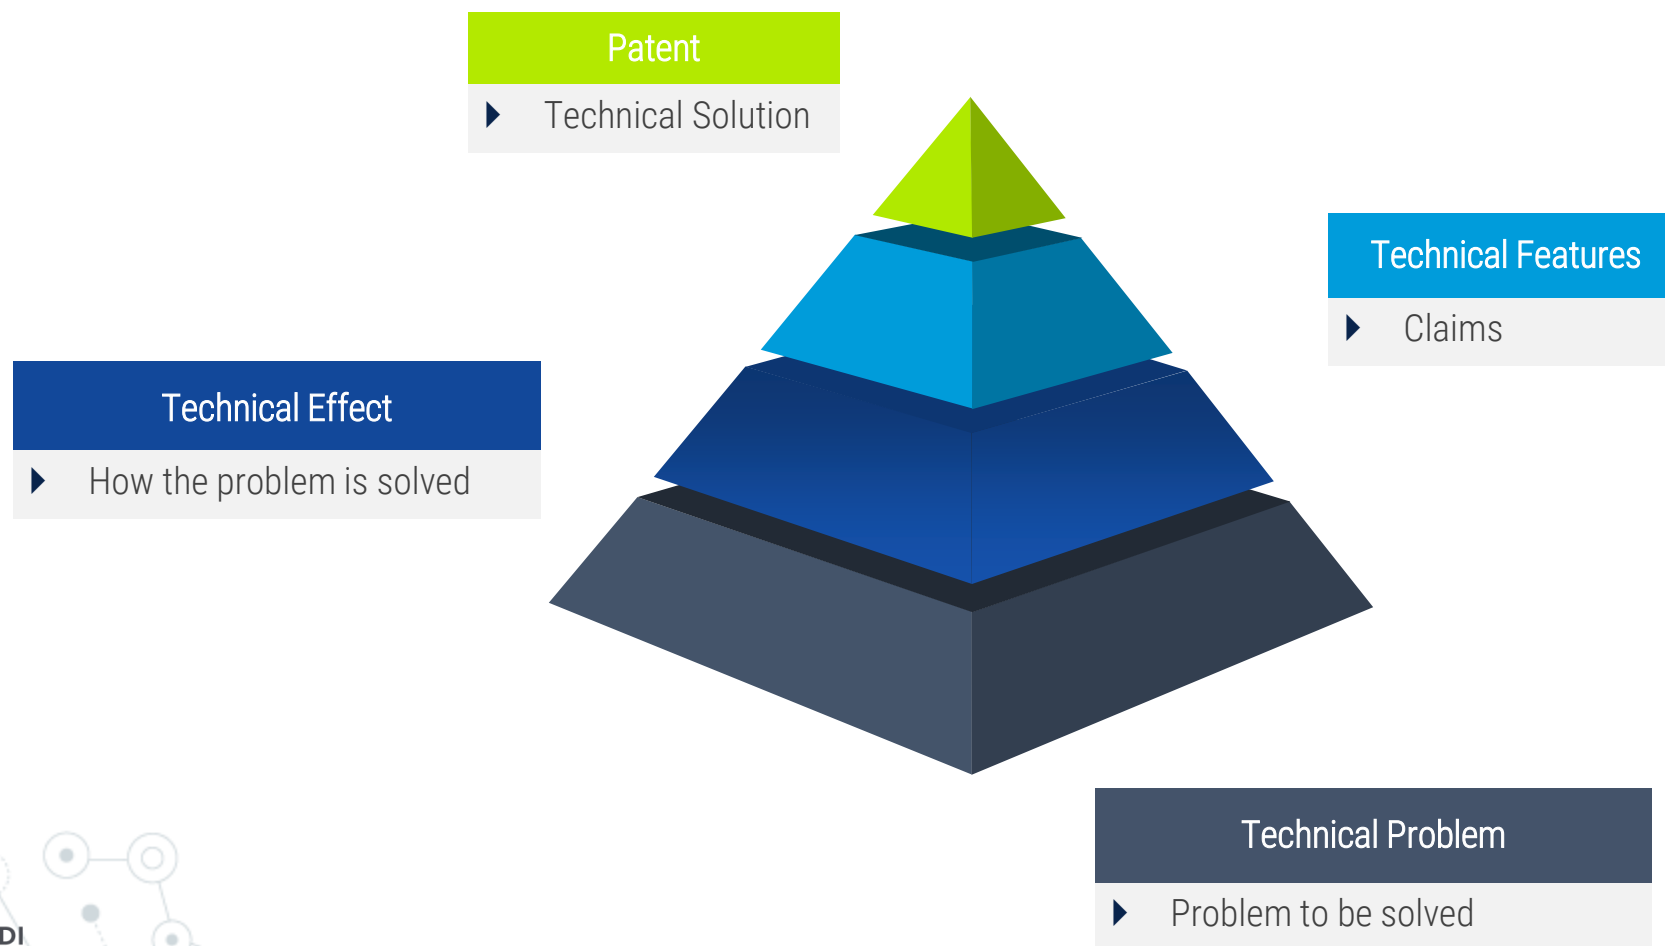 Patent
Technical Solution
Technical Features
Claims
Technical Effect
How the problem is solved
Technical Problem
Problem to be solved
DI